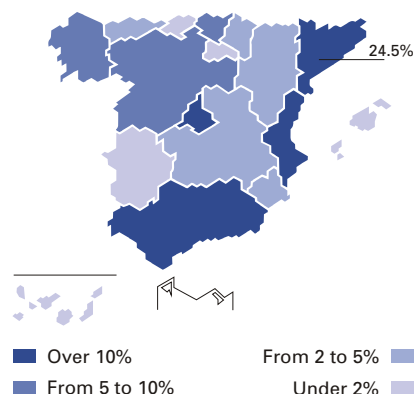 24.5%
Over 10%
From 2 to 5%
From 5 to 10%
Under 2%